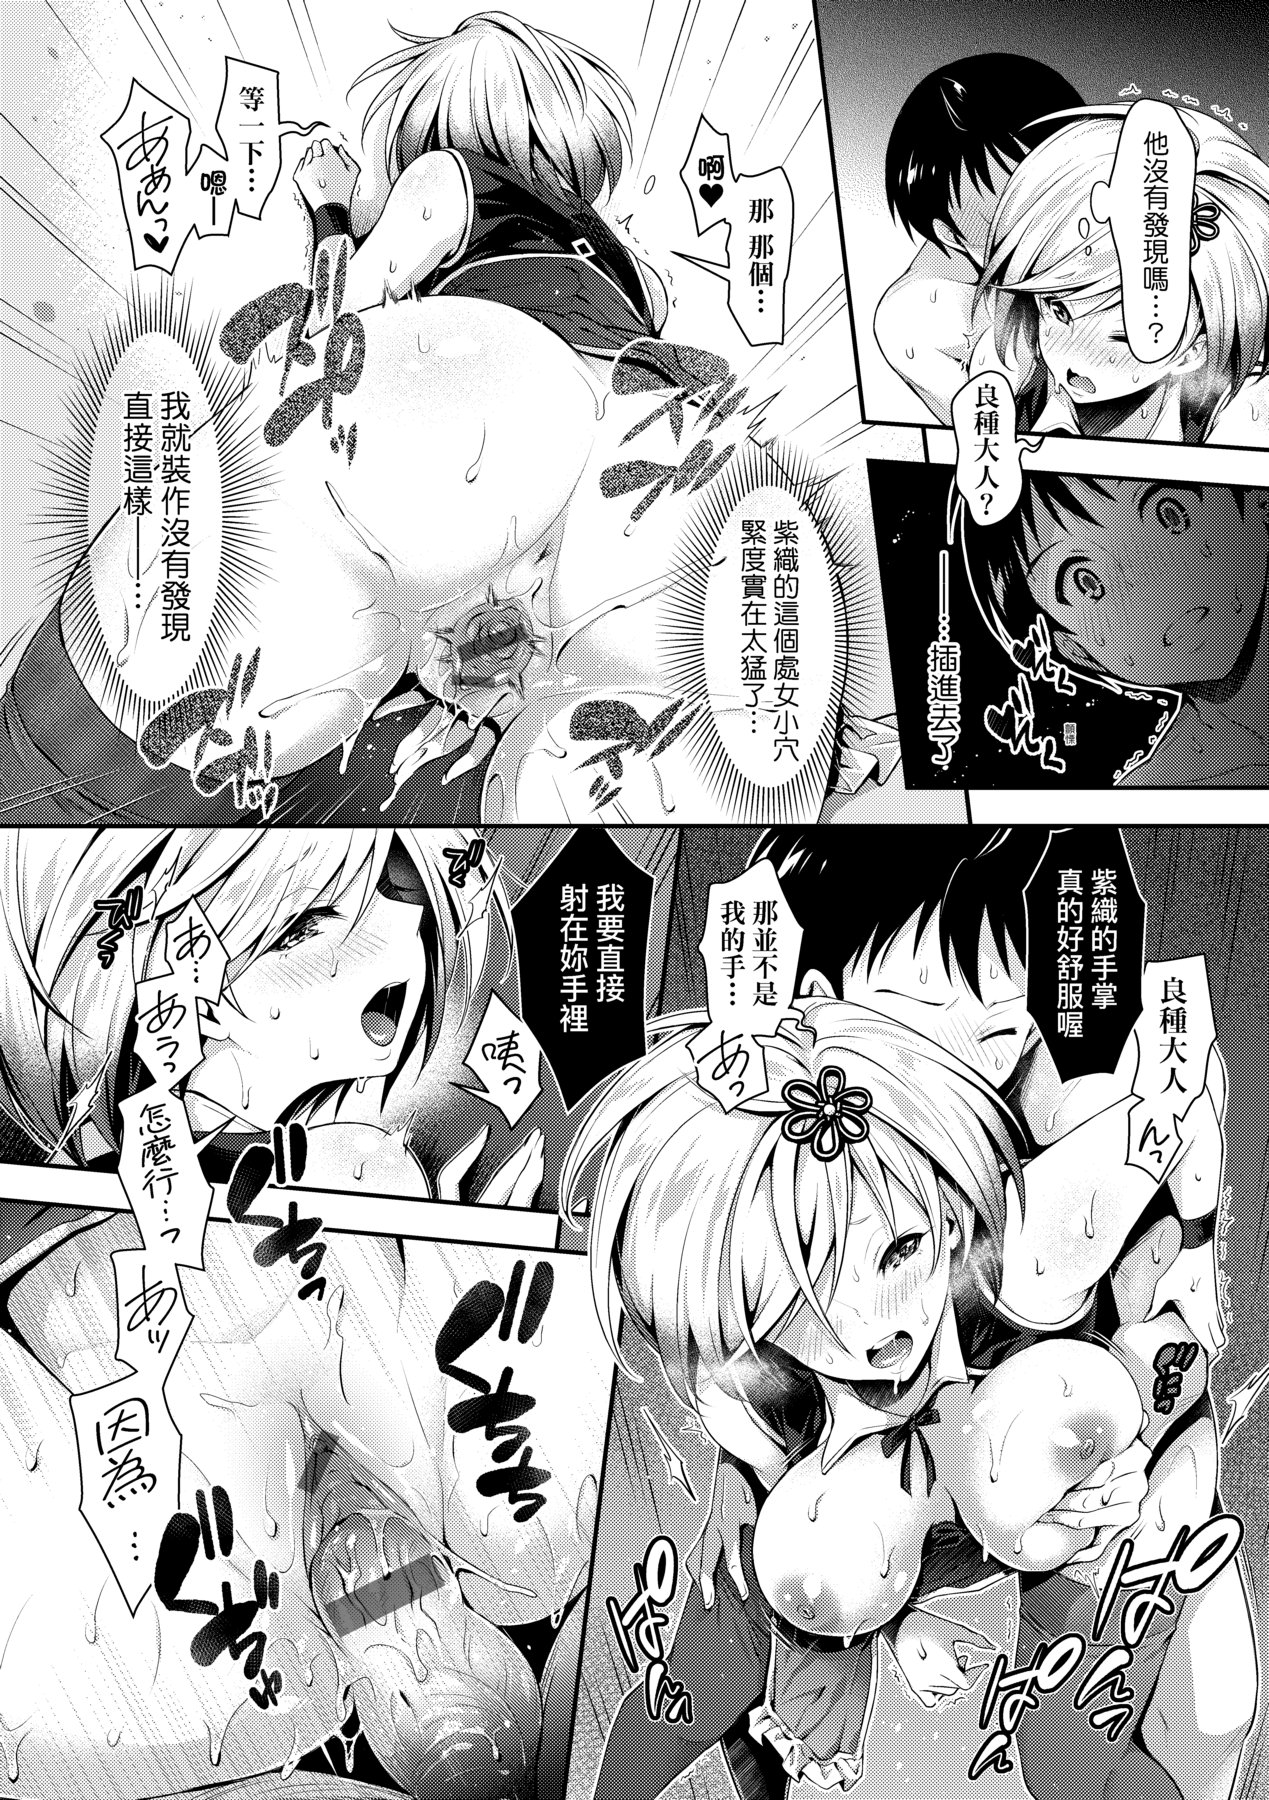 他沒有發現嗎…？
良種大人？
……插進去了
顫慄
那 那個…
啊♥
等一下…
嗯—
あぁんっ♥
紫織的這個處女小穴
緊度實在太猛了…
我就裝作沒有發現
直接這樣——…
紫織的手掌
真的好舒服喔
良種大人
んっ
那並不是
我的手…
あっ
ぱんっ
ぱんっ
ぱんっ
我要直接
射在妳手裡
咦っ
あ…
あうっ
怎麼行…っ
あッ
因為…